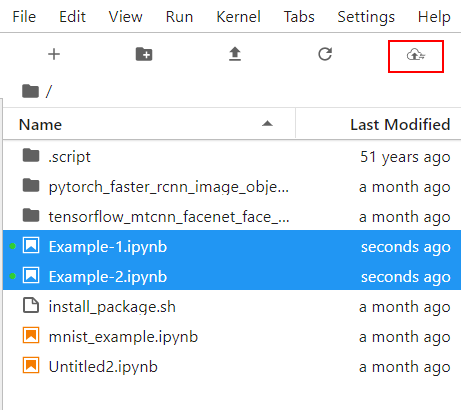 File Edit View Run Kernel Tabs Settings Help
/
Name Last Modified
.script 51 years ago
pytorch_faster_rcnn_image_obje... a month ago
tensorflow_mtcnn_facenet_face_... a month ago
Example-1.ipynb seconds ago
Example-2.ipynb seconds ago
install_package.sh a month ago
mnist_example.ipynb a month ago
Untitled2.ipynb a month ago